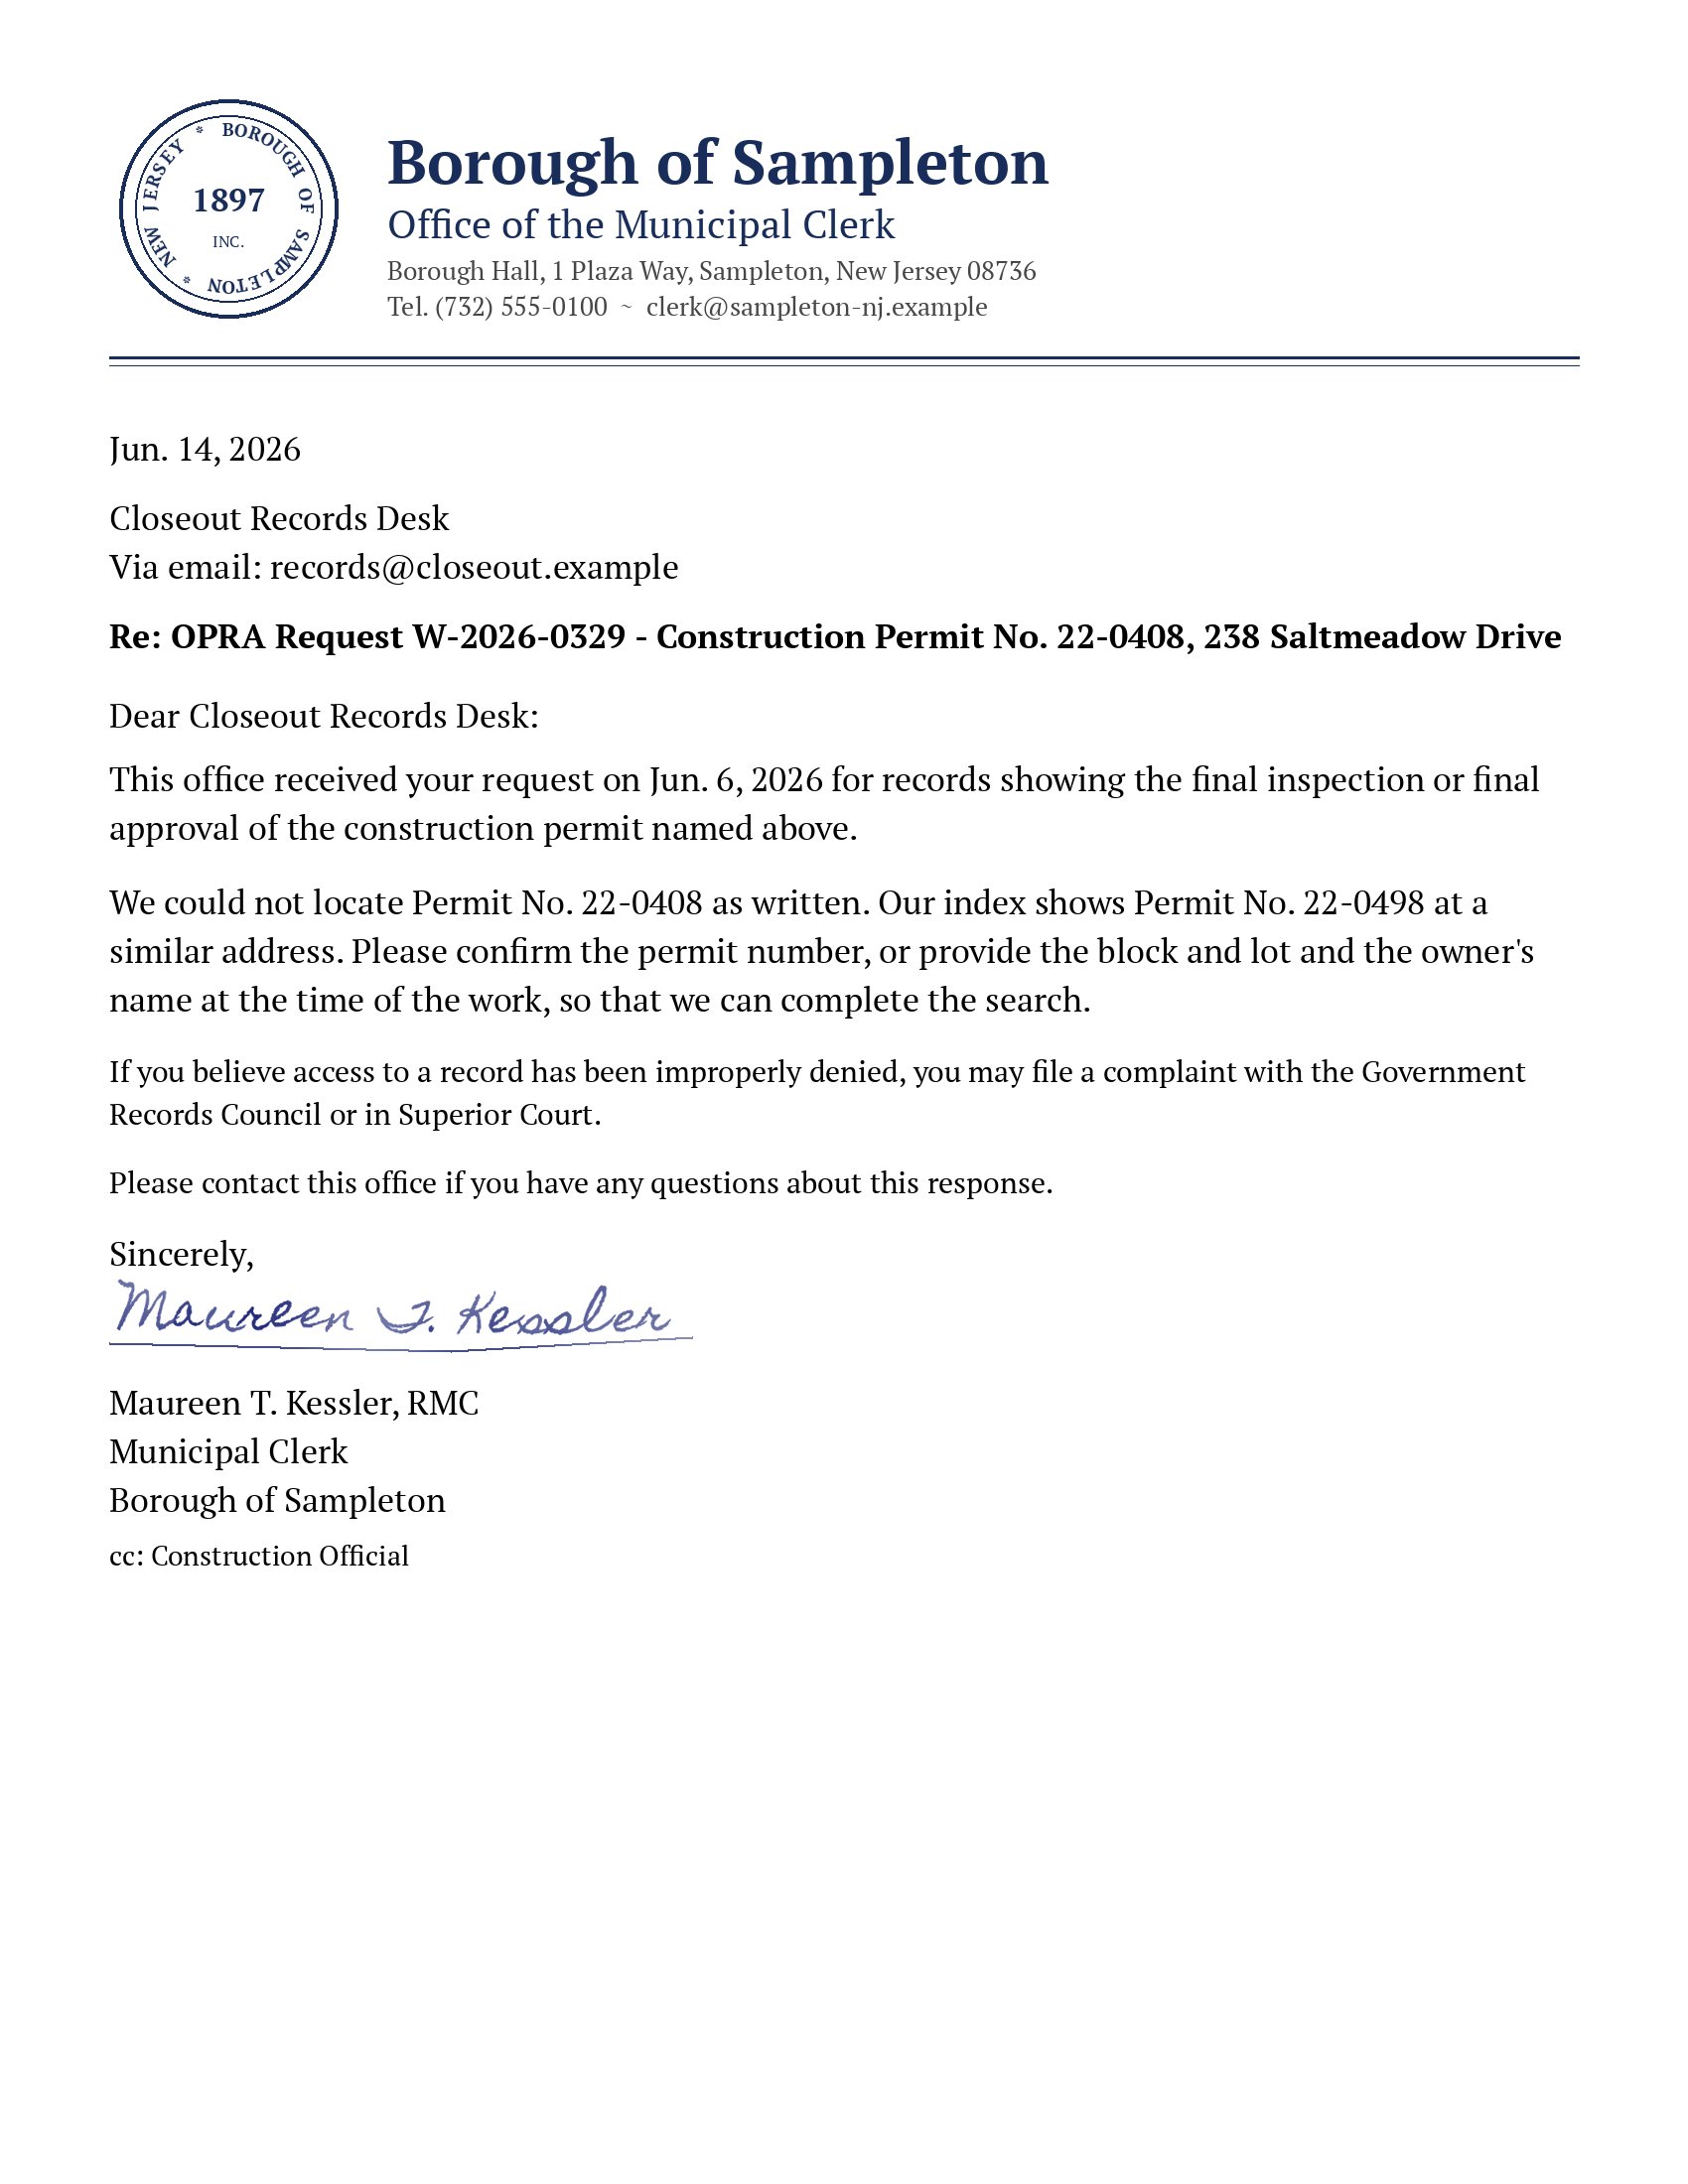 BOROUGH OF SAMPLETON * NEW JERSEY *
1897
INC.
Borough of Sampleton
Office of the Municipal Clerk
Borough Hall, 1 Plaza Way, Sampleton, New Jersey 08736
Tel. (732) 555-0100 ~ clerk@sampleton-nj.example
Jun. 14, 2026
Closeout Records Desk
Via email: records@closeout.example
Re: OPRA Request W-2026-0329 - Construction Permit No. 22-0408, 238 Saltmeadow Drive
Dear Closeout Records Desk:
This office received your request on Jun. 6, 2026 for records showing the final inspection or final
approval of the construction permit named above.
We could not locate Permit No. 22-0408 as written. Our index shows Permit No. 22-0498 at a
similar address. Please confirm the permit number, or provide the block and lot and the owner's
name at the time of the work, so that we can complete the search.
If you believe access to a record has been improperly denied, you may file a complaint with the Government
Records Council or in Superior Court.
Please contact this office if you have any questions about this response.
Sincerely,
Maureen T. Kessler
Maureen T. Kessler, RMC
Municipal Clerk
Borough of Sampleton
cc: Construction Official